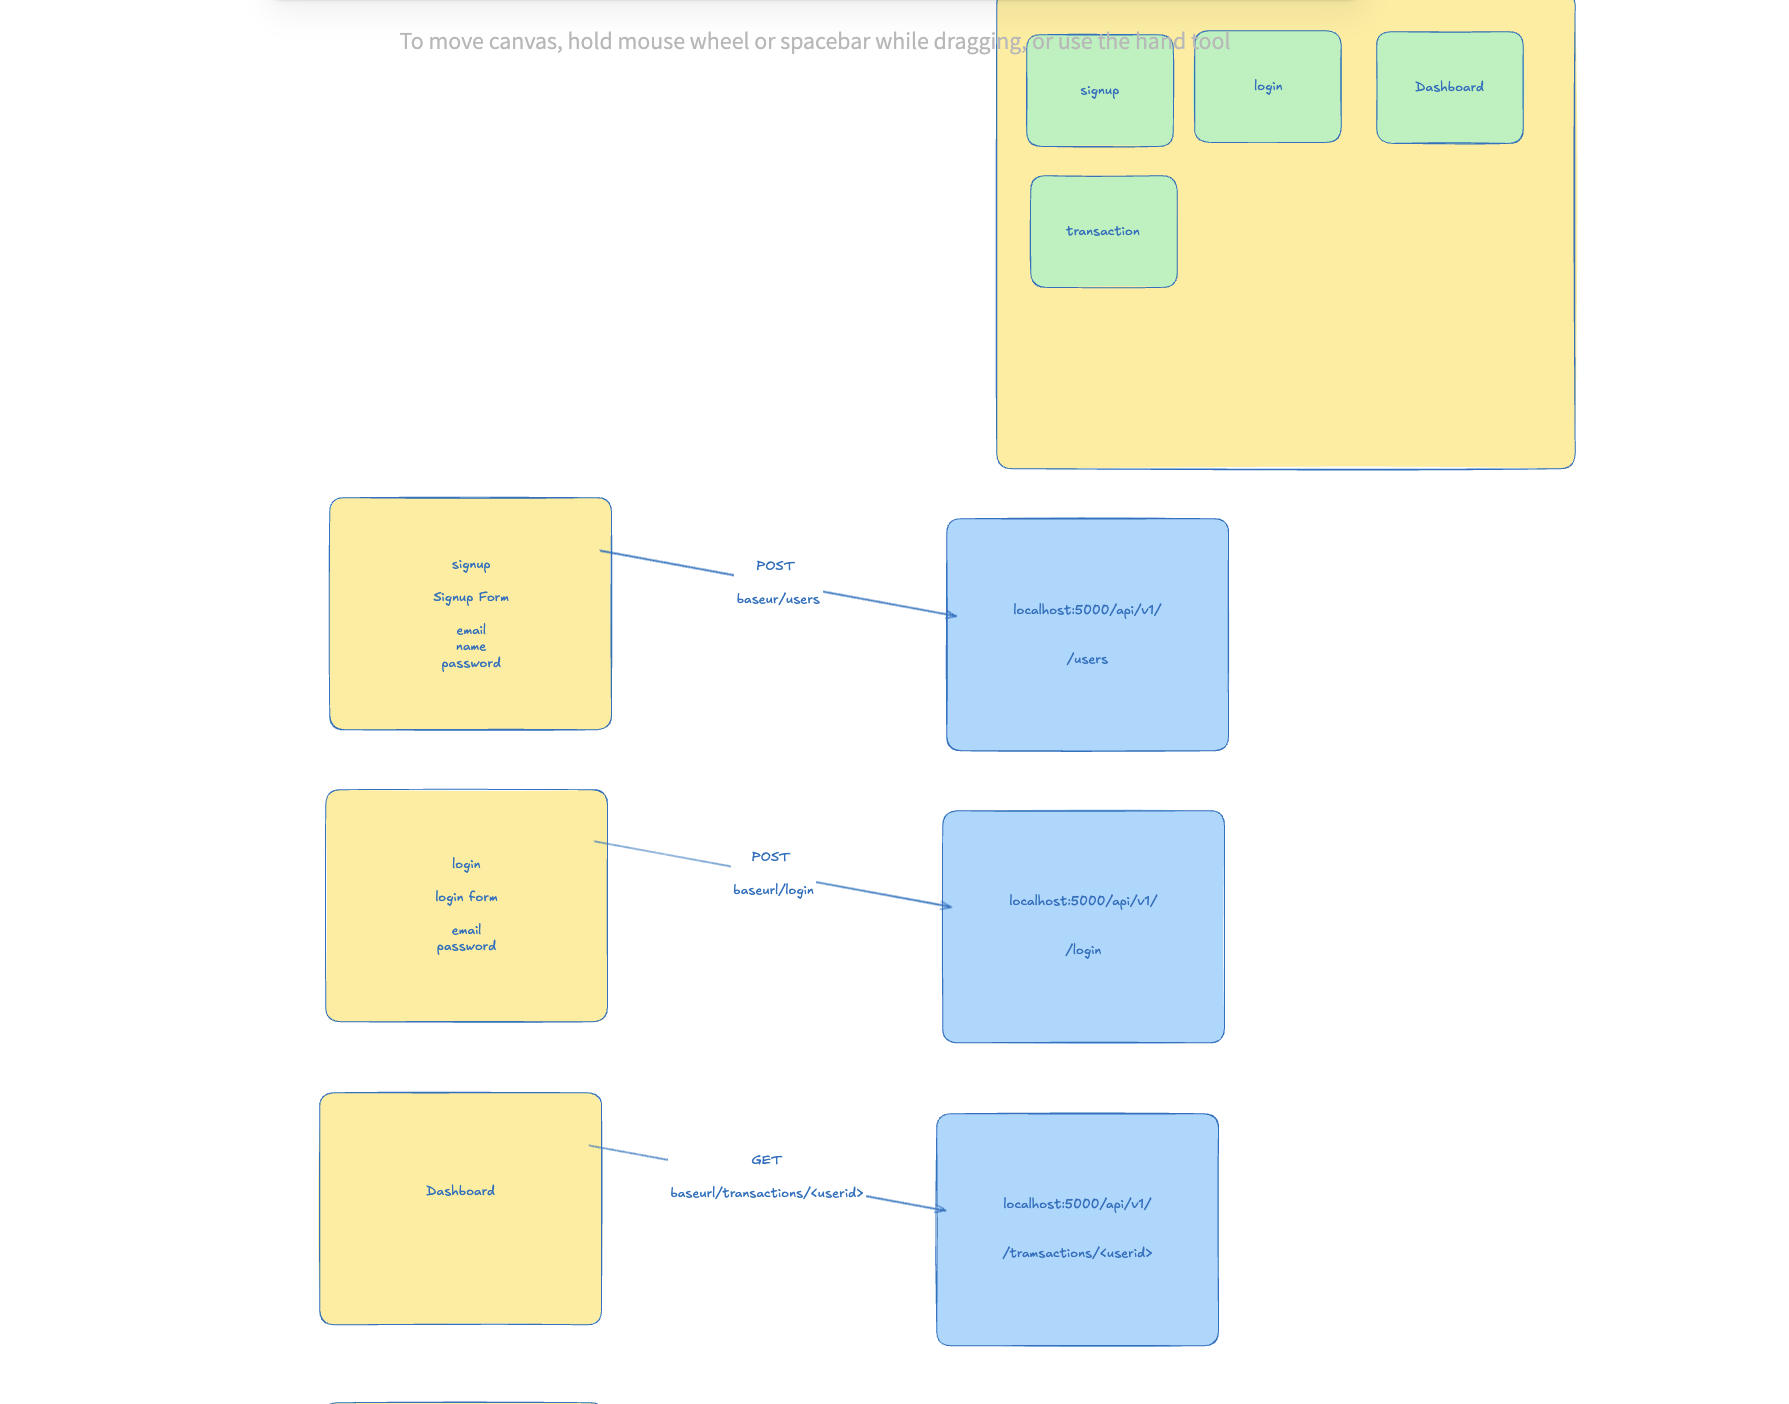 To move canvas, hold mouse wheel or spacebar while dragging, or use the hand tool
signup
login
Dashboard
transaction
signup
Signup Form
email
name
password
POST
baseur/users
localhost:5000/api/v1/
/users
login
login form
email
password
POST
baseurl/login
localhost:5000/api/v1/
/login
Dashboard
GET
baseurl/transactions/<userid>
localhost:5000/api/v1/
/tramsactions/<userid>